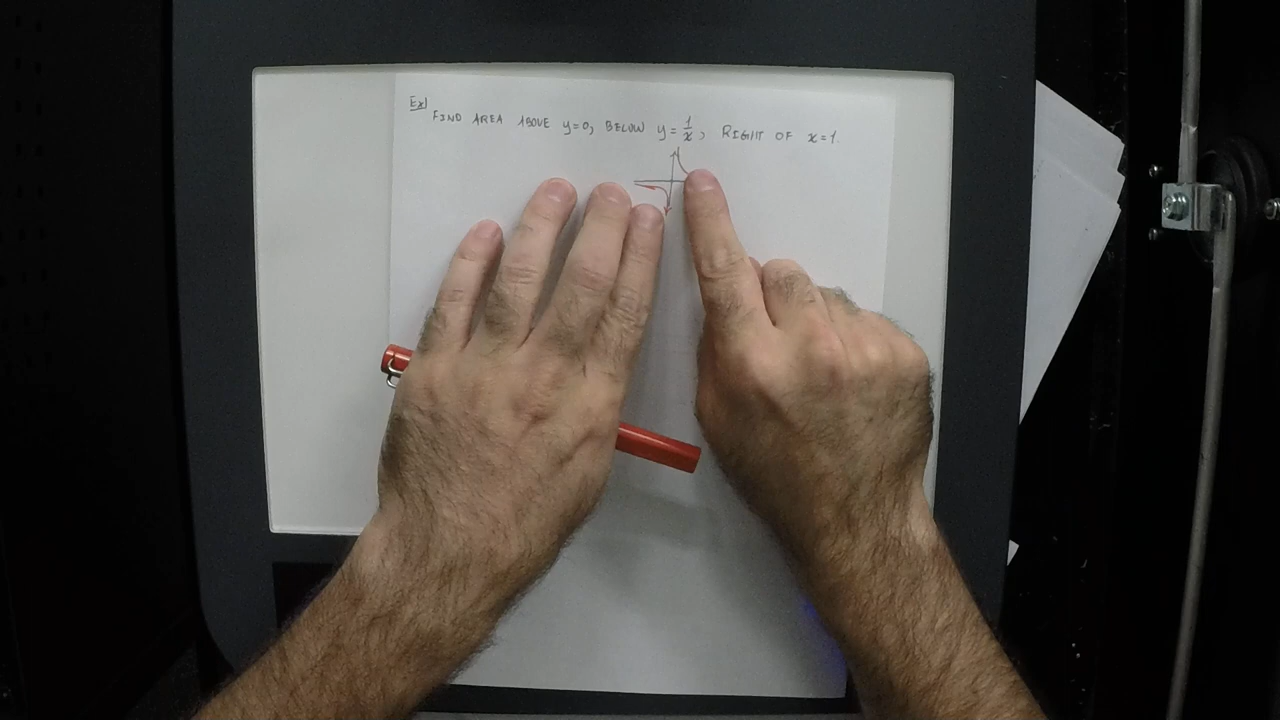 Ex|
FIND AREA ABOVE y=0, BELOW y = 1/x, RIGHT OF x=1.